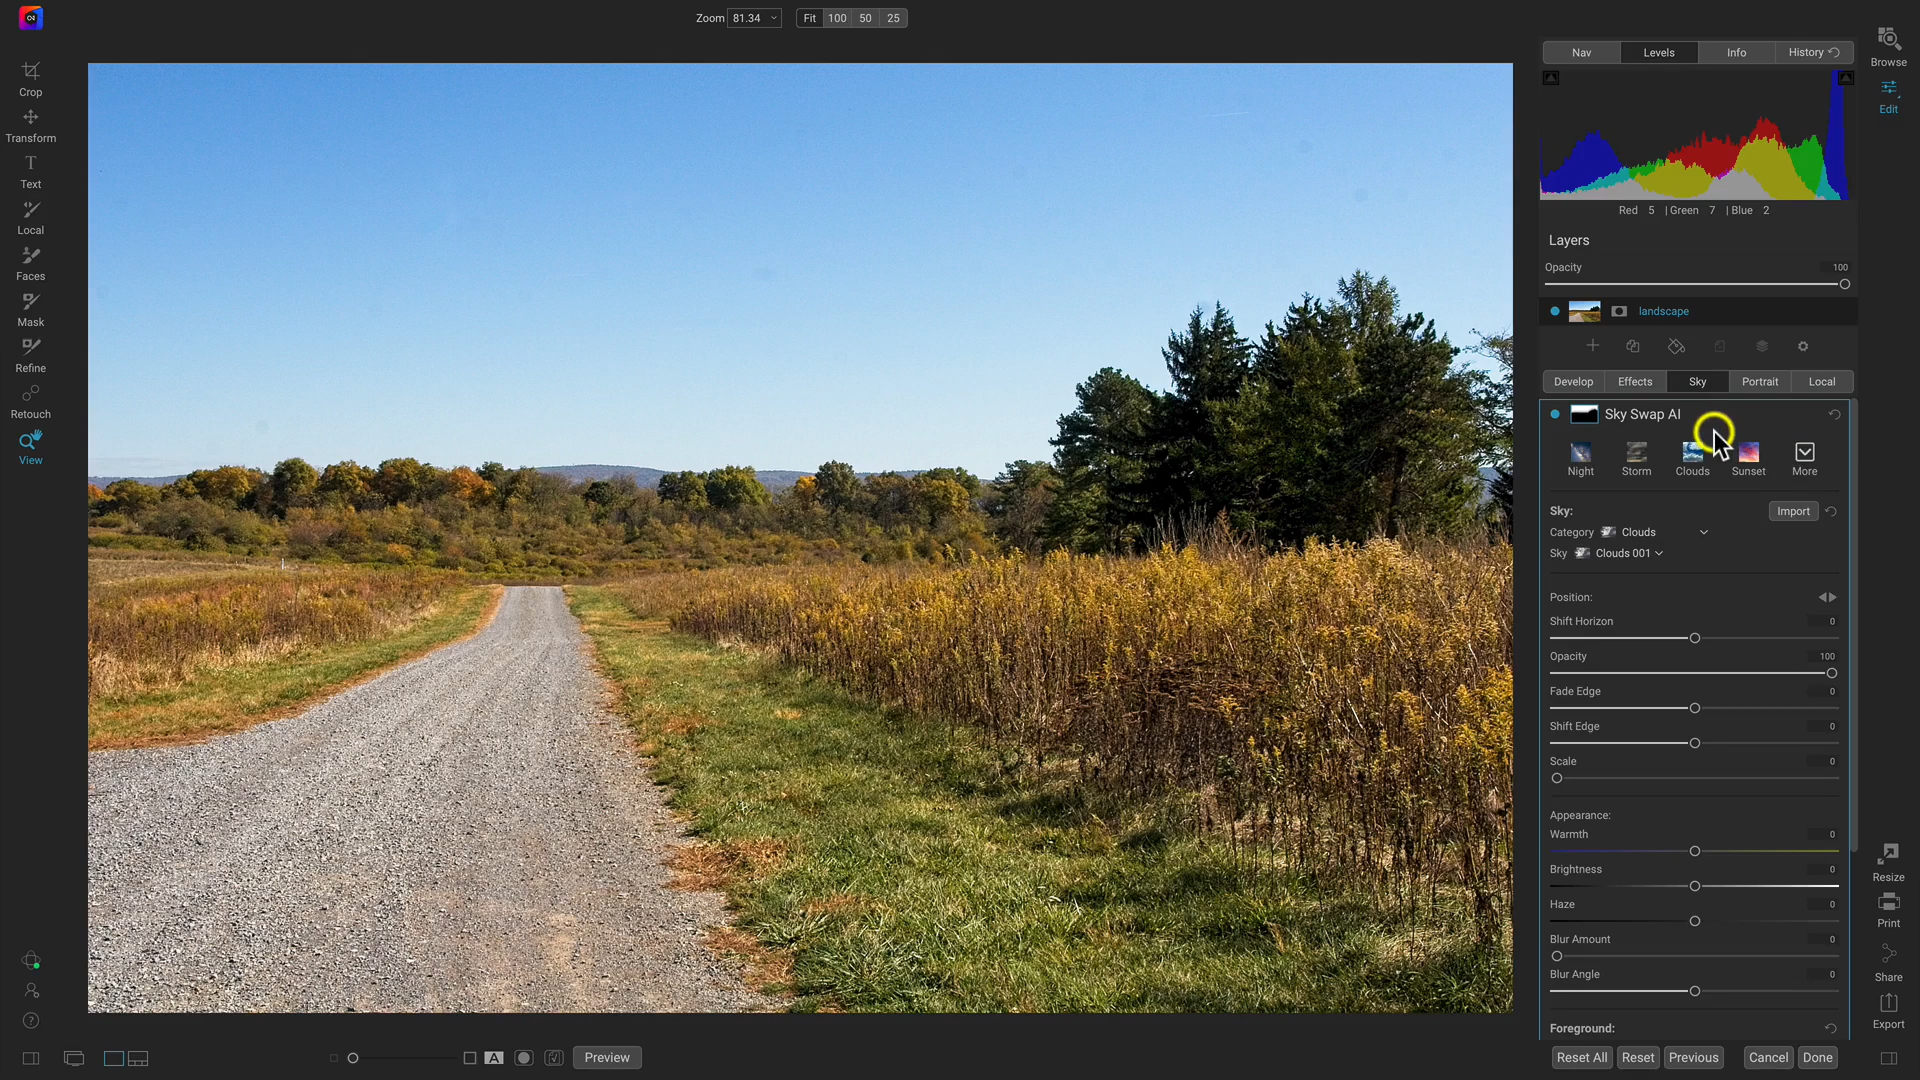 Zoom 81.34 Fit 100 50 25
Crop
Transform
Text
Local
Faces
Mask
Refine
Retouch
View
Nav Levels Info History
Browse
Edit
Red 5 | Green 7 | Blue 2
Layers
Opacity 100
landscape
Develop Effects Sky Portrait Local
Sky Swap AI
Night Storm Clouds Sunset More
Sky: Import
Category Clouds
Sky Clouds 001
Position:
Shift Horizon 0
Opacity 100
Fade Edge 0
Shift Edge 0
Scale 0
Appearance:
Warmth 0
Brightness 0
Haze 0
Blur Amount 0
Blur Angle 0
Foreground:
Resize
Print
Share
Export
A Preview
Reset All Reset Previous Cancel Done